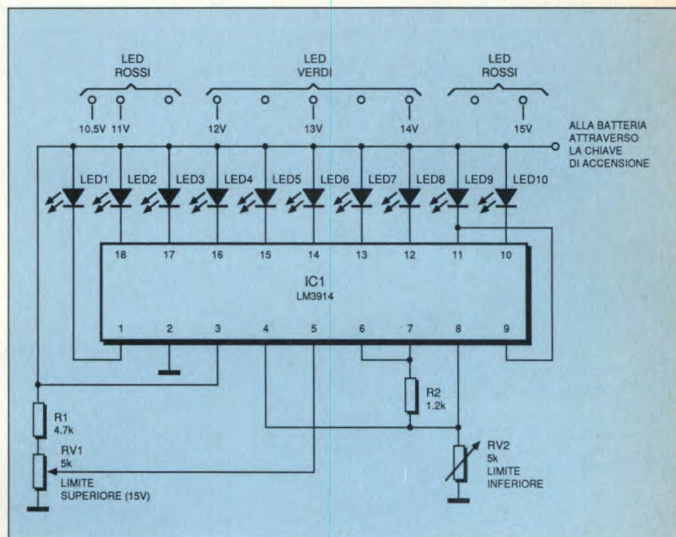 LED
ROSSI
LED
VERDI
LED
ROSSI
10.5V 11V 12V 13V 14V 15V
ALLA BATTERIA
ATTRAVERSO
LA CHIAVE
DI ACCENSIONE
LED1 LED2 LED3 LED4 LED5 LED6 LED7 LED8 LED9 LED10
18 17 16 15 14 13 12 11 10
IC1
LM3914
1 2 3 4 5 6 7 8 9
R1
4.7k
R2
1.2k
RV1
5k
LIMITE
SUPERIORE (15V)
RV2
5k
LIMITE
INFERIORE